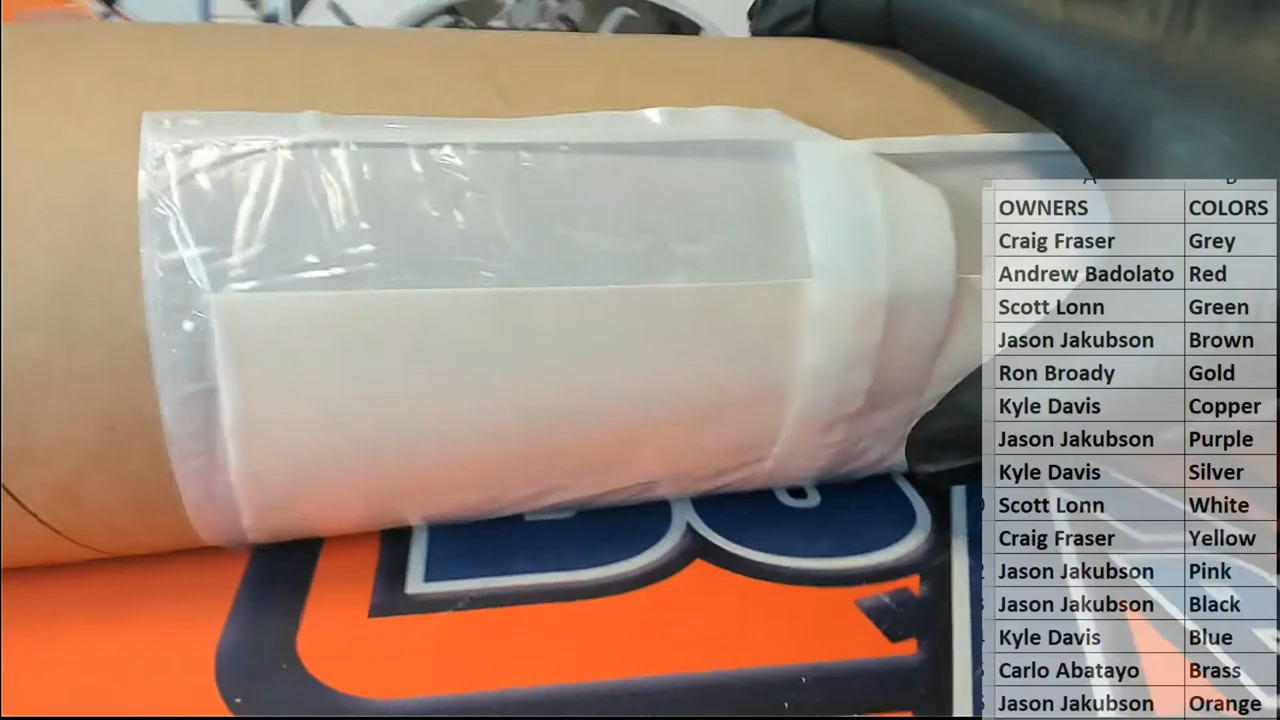 OWNERS COLORS
Craig Fraser Grey
Andrew Badolato Red
Scott Lonn Green
Jason Jakubson Brown
Ron Broady Gold
Kyle Davis Copper
Jason Jakubson Purple
Kyle Davis Silver
Scott Lonn White
Craig Fraser Yellow
Jason Jakubson Pink
Jason Jakubson Black
Kyle Davis Blue
Carlo Abatayo Brass
Jason Jakubson Orange